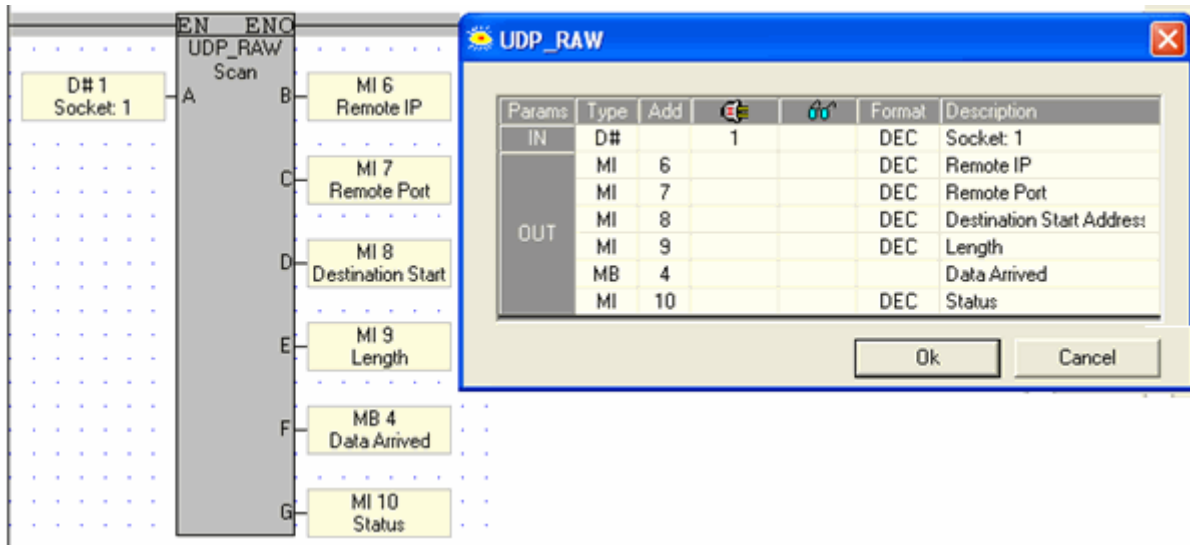 EN ENO
UDP_RAW
Scan
D# 1
Socket: 1
A
B
MI 6
Remote IP
C
MI 7
Remote Port
D
MI 8
Destination Start
E
MI 9
Length
F
MB 4
Data Arrived
G
MI 10
Status
UDP_RAW
Params Type Add Format Description
IN D# 1 DEC Socket: 1
OUT
MI 6 DEC Remote IP
MI 7 DEC Remote Port
MI 8 DEC Destination Start Address
MI 9 DEC Length
MB 4 Data Arrived
MI 10 DEC Status
Ok Cancel